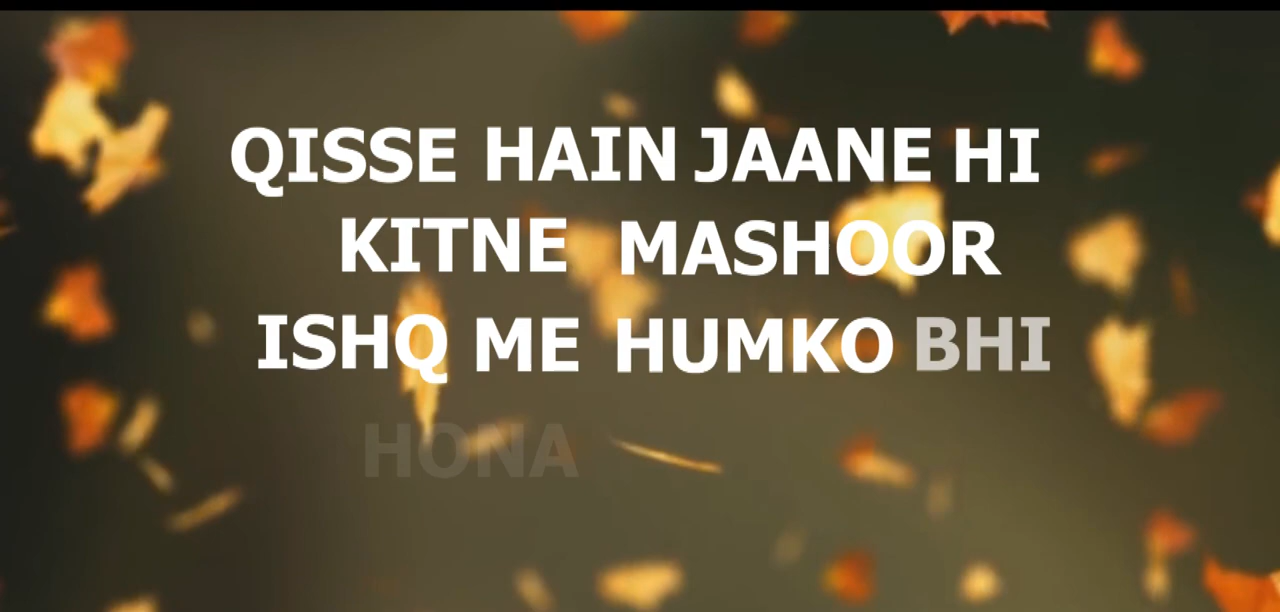 QISSE HAIN JAANE HI
KITNE MASHOOR
ISHQ ME HUMKO BHI
HONA